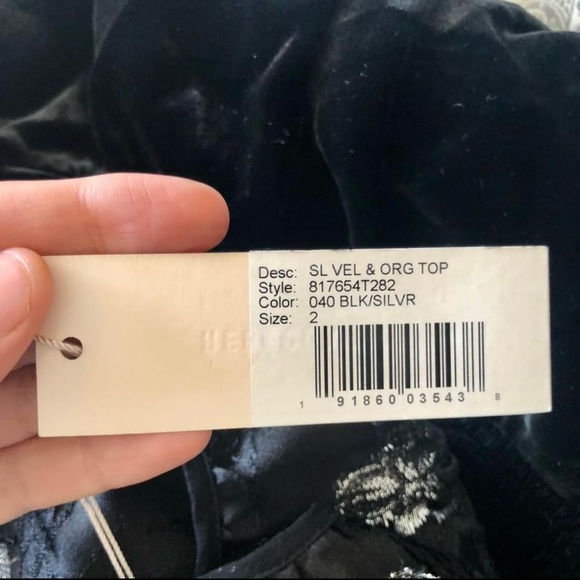 Desc: SL VEL & ORG TOP
Style: 817654T282
Color: 040 BLK/SILVR
Size: 2
1 91860 03543 8